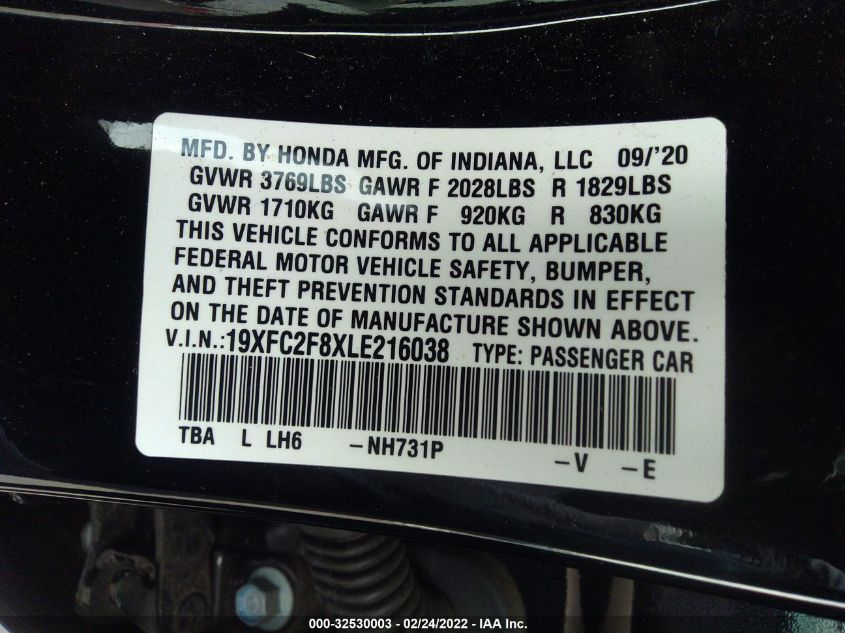 MFD. BY HONDA MFG. OF INDIANA, LLC 09/'20
GVWR 3769LBS GAWR F 2028LBS R 1829LBS
GVWR 1710KG GAWR F 920KG R 830KG
THIS VEHICLE CONFORMS TO ALL APPLICABLE
FEDERAL MOTOR VEHICLE SAFETY, BUMPER,
AND THEFT PREVENTION STANDARDS IN EFFECT
ON THE DATE OF MANUFACTURE SHOWN ABOVE.
V.I.N.:19XFC2F8XLE216038 TYPE: PASSENGER CAR
TBA L LH6 –NH731P –V –E
000-32530003 - 02/24/2022 - IAA Inc.